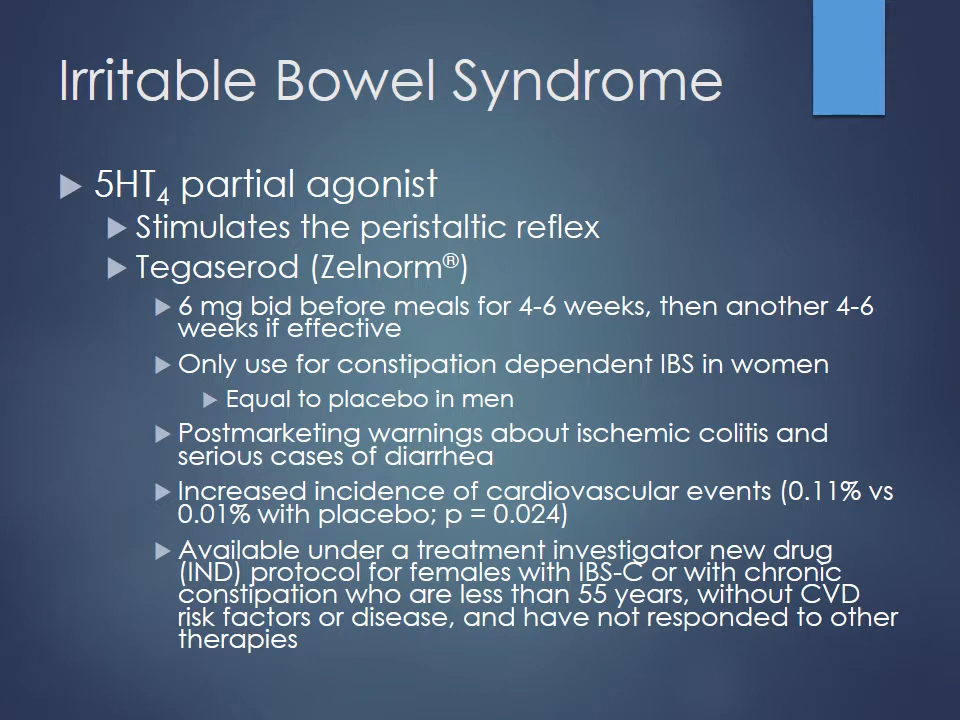 Irritable Bowel Syndrome
5HT₄ partial agonist
Stimulates the peristaltic reflex
Tegaserod (Zelnorm®)
6 mg bid before meals for 4-6 weeks, then another 4-6
weeks if effective
Only use for constipation dependent IBS in women
Equal to placebo in men
Postmarketing warnings about ischemic colitis and
serious cases of diarrhea
Increased incidence of cardiovascular events (0.11% vs
0.01% with placebo; p = 0.024)
Available under a treatment investigator new drug
(IND) protocol for females with IBS-C or with chronic
constipation who are less than 55 years, without CVD
risk factors or disease, and have not responded to other
therapies